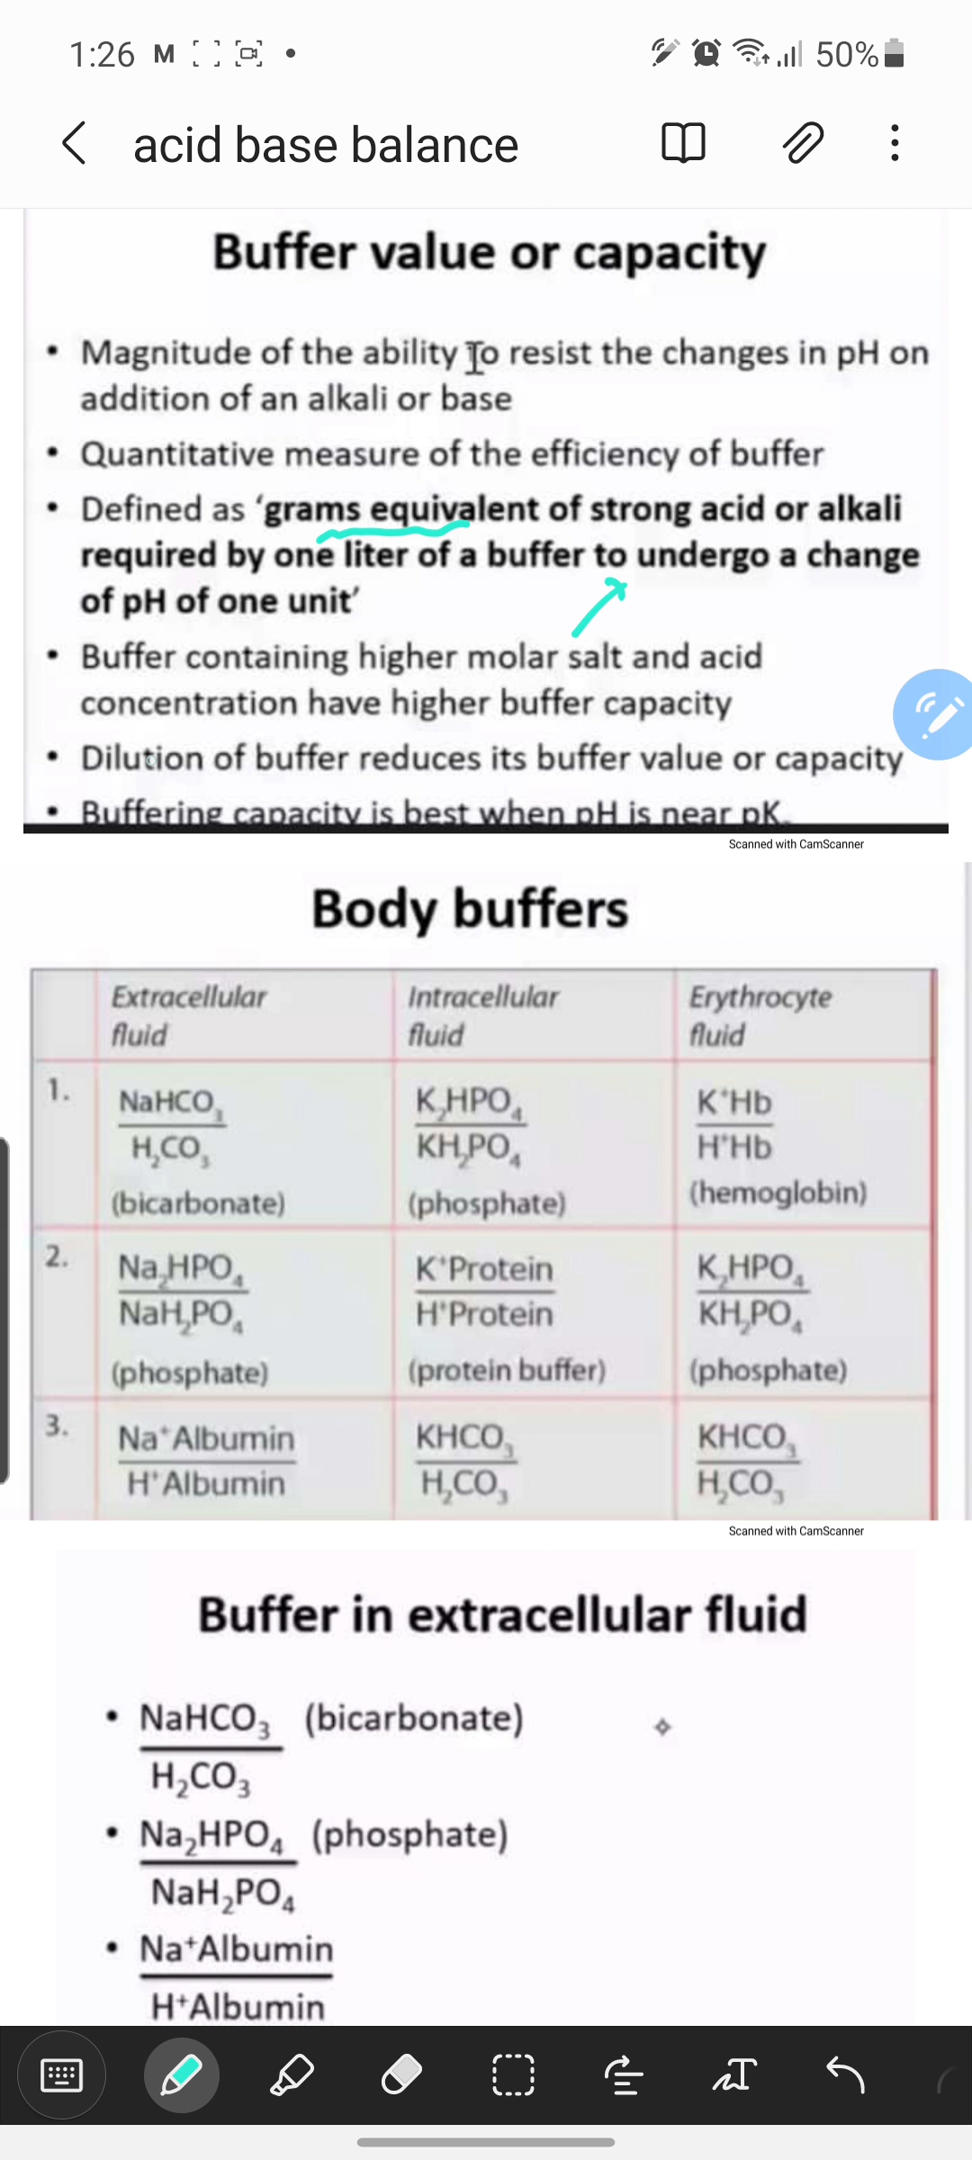 1:26 M 50%
acid base balance
Buffer value or capacity
• Magnitude of the ability to resist the changes in pH on
addition of an alkali or base
• Quantitative measure of the efficiency of buffer
• Defined as ‘grams equivalent of strong acid or alkali
required by one liter of a buffer to undergo a change
of pH of one unit’
• Buffer containing higher molar salt and acid
concentration have higher buffer capacity
• Dilution of buffer reduces its buffer value or capacity
• Buffering capacity is best when pH is near pK.
Scanned with CamScanner
Body buffers
Extracellular Intracellular Erythrocyte
fluid fluid fluid
1. NaHCO₃ K₂HPO₄ K⁺Hb
H₂CO₃ KH₂PO₄ H⁺Hb
(bicarbonate) (phosphate) (hemoglobin)
2. Na₂HPO₄ K⁺Protein K₂HPO₄
NaH₂PO₄ H⁺Protein KH₂PO₄
(phosphate) (protein buffer) (phosphate)
3. Na⁺Albumin KHCO₃ KHCO₃
H⁺Albumin H₂CO₃ H₂CO₃
Scanned with CamScanner
Buffer in extracellular fluid
• NaHCO₃ (bicarbonate)
H₂CO₃
• Na₂HPO₄ (phosphate)
NaH₂PO₄
• Na⁺Albumin
H⁺Albumin